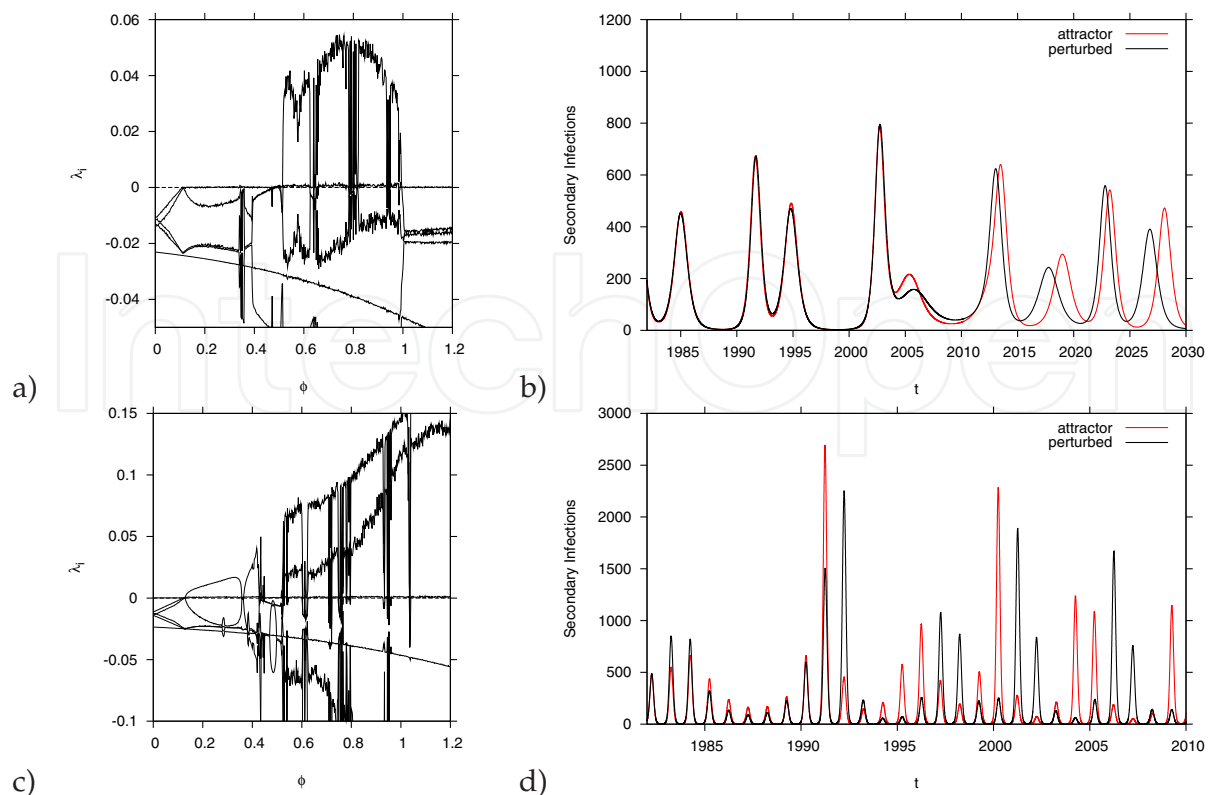 0.06
0.04
0.02
0
-0.02
-0.04
λi
0 0.2 0.4 0.6 0.8 1 1.2
ϕ
a)
1200
1000
800
600
400
200
0
Secondary Infections
attractor
perturbed
1985 1990 1995 2000 2005 2010 2015 2020 2025 2030
t
b)
IntechOpen
0.15
0.1
0.05
0
-0.05
-0.1
λi
0 0.2 0.4 0.6 0.8 1 1.2
ϕ
c)
3000
2500
2000
1500
1000
500
0
Secondary Infections
attractor
perturbed
1985 1990 1995 2000 2005 2010
t
d)